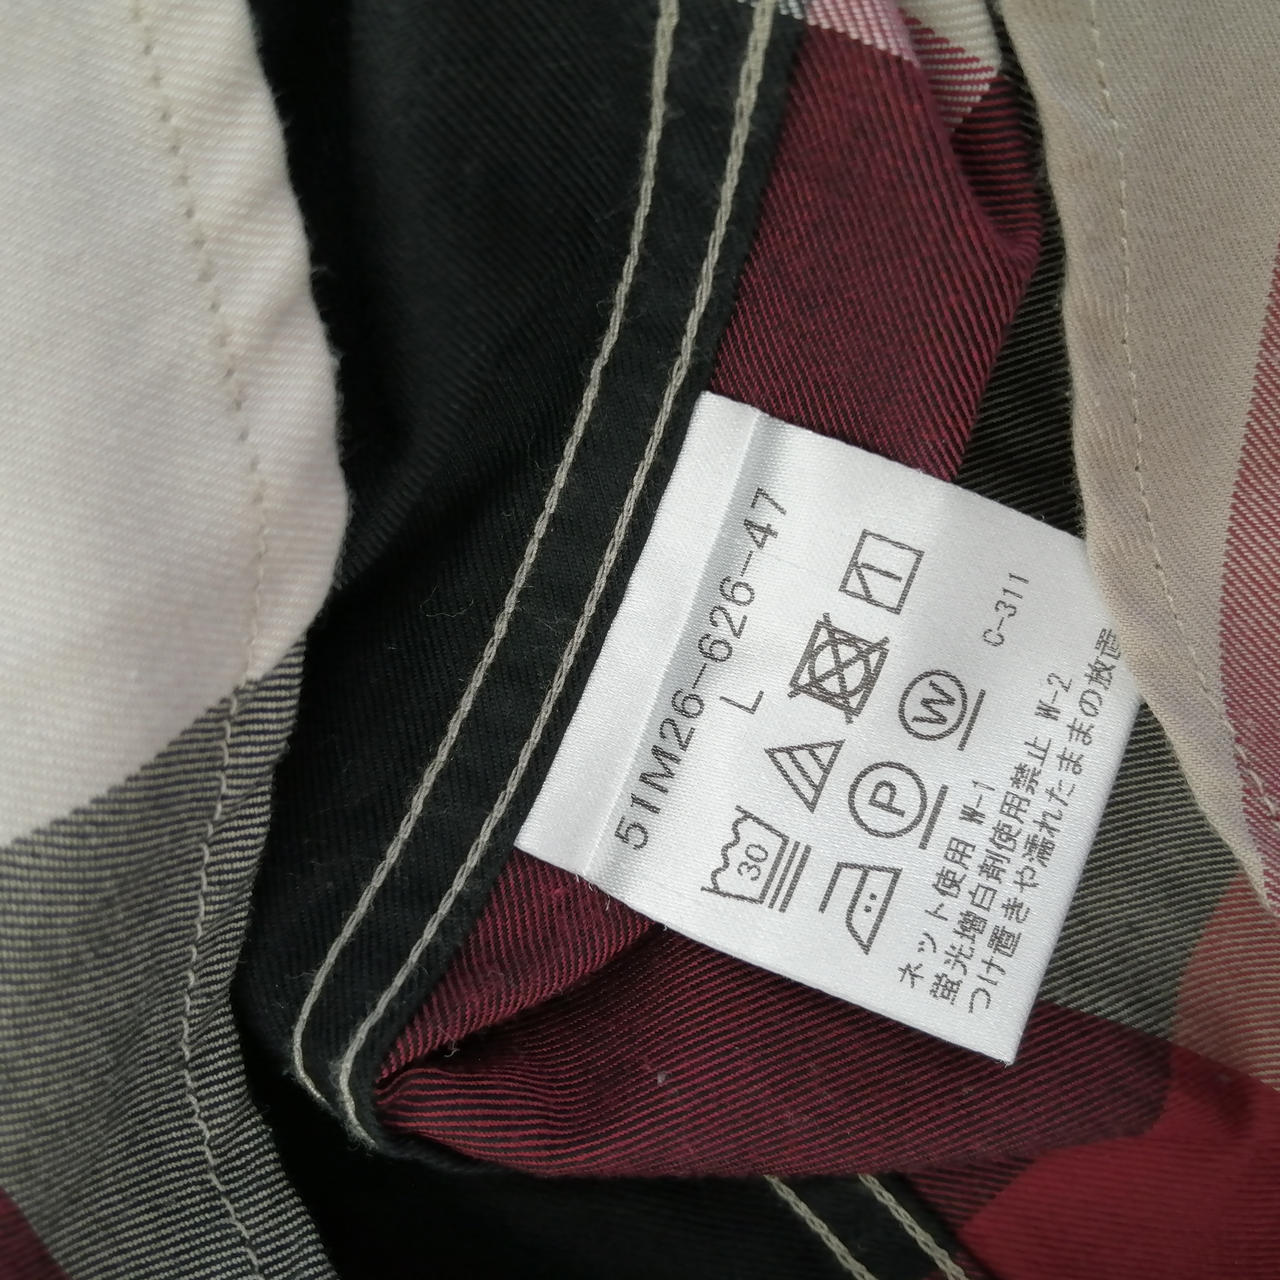 51M26-626-47
L
30
P
W
C-311
ネット使用 W-1
蛍光増白剤使用禁止 W-2
つけ置きや濡れたままの放置